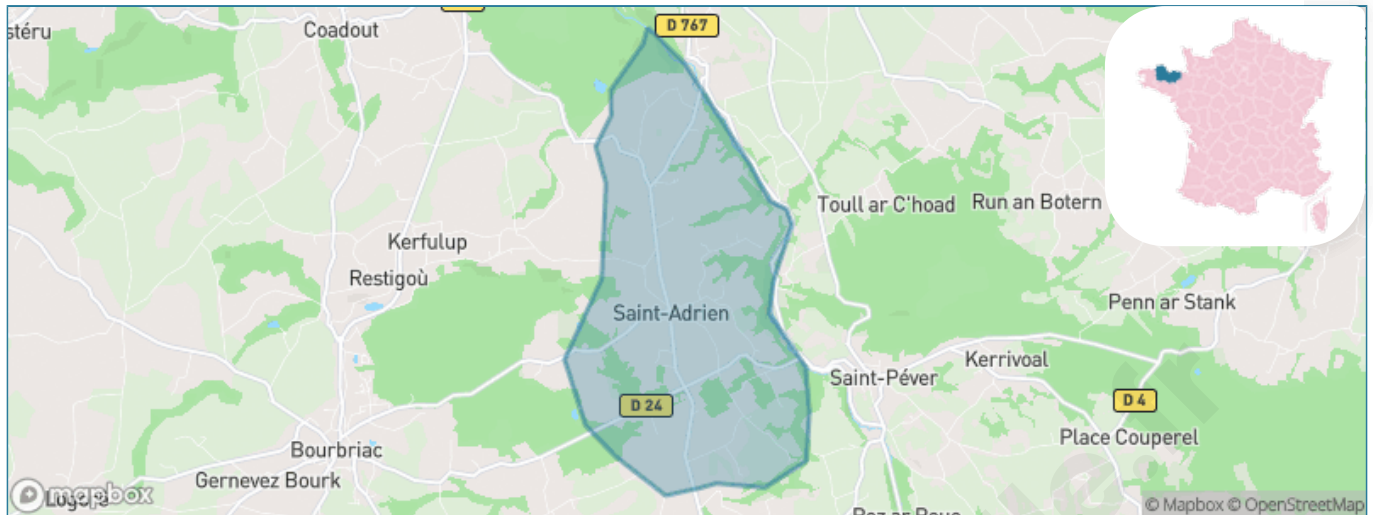 Coadout
D 767
Toull ar C'hoad
Run an Botern
Kerfulup
Restigoù
Penn ar Stank
Saint-Adrien
Kerrivoal
Saint-Péver
D 24
D 4
Place Couperel
Bourbriac
Gernevez Bourk
mapbox
© Mapbox © OpenStreetMap